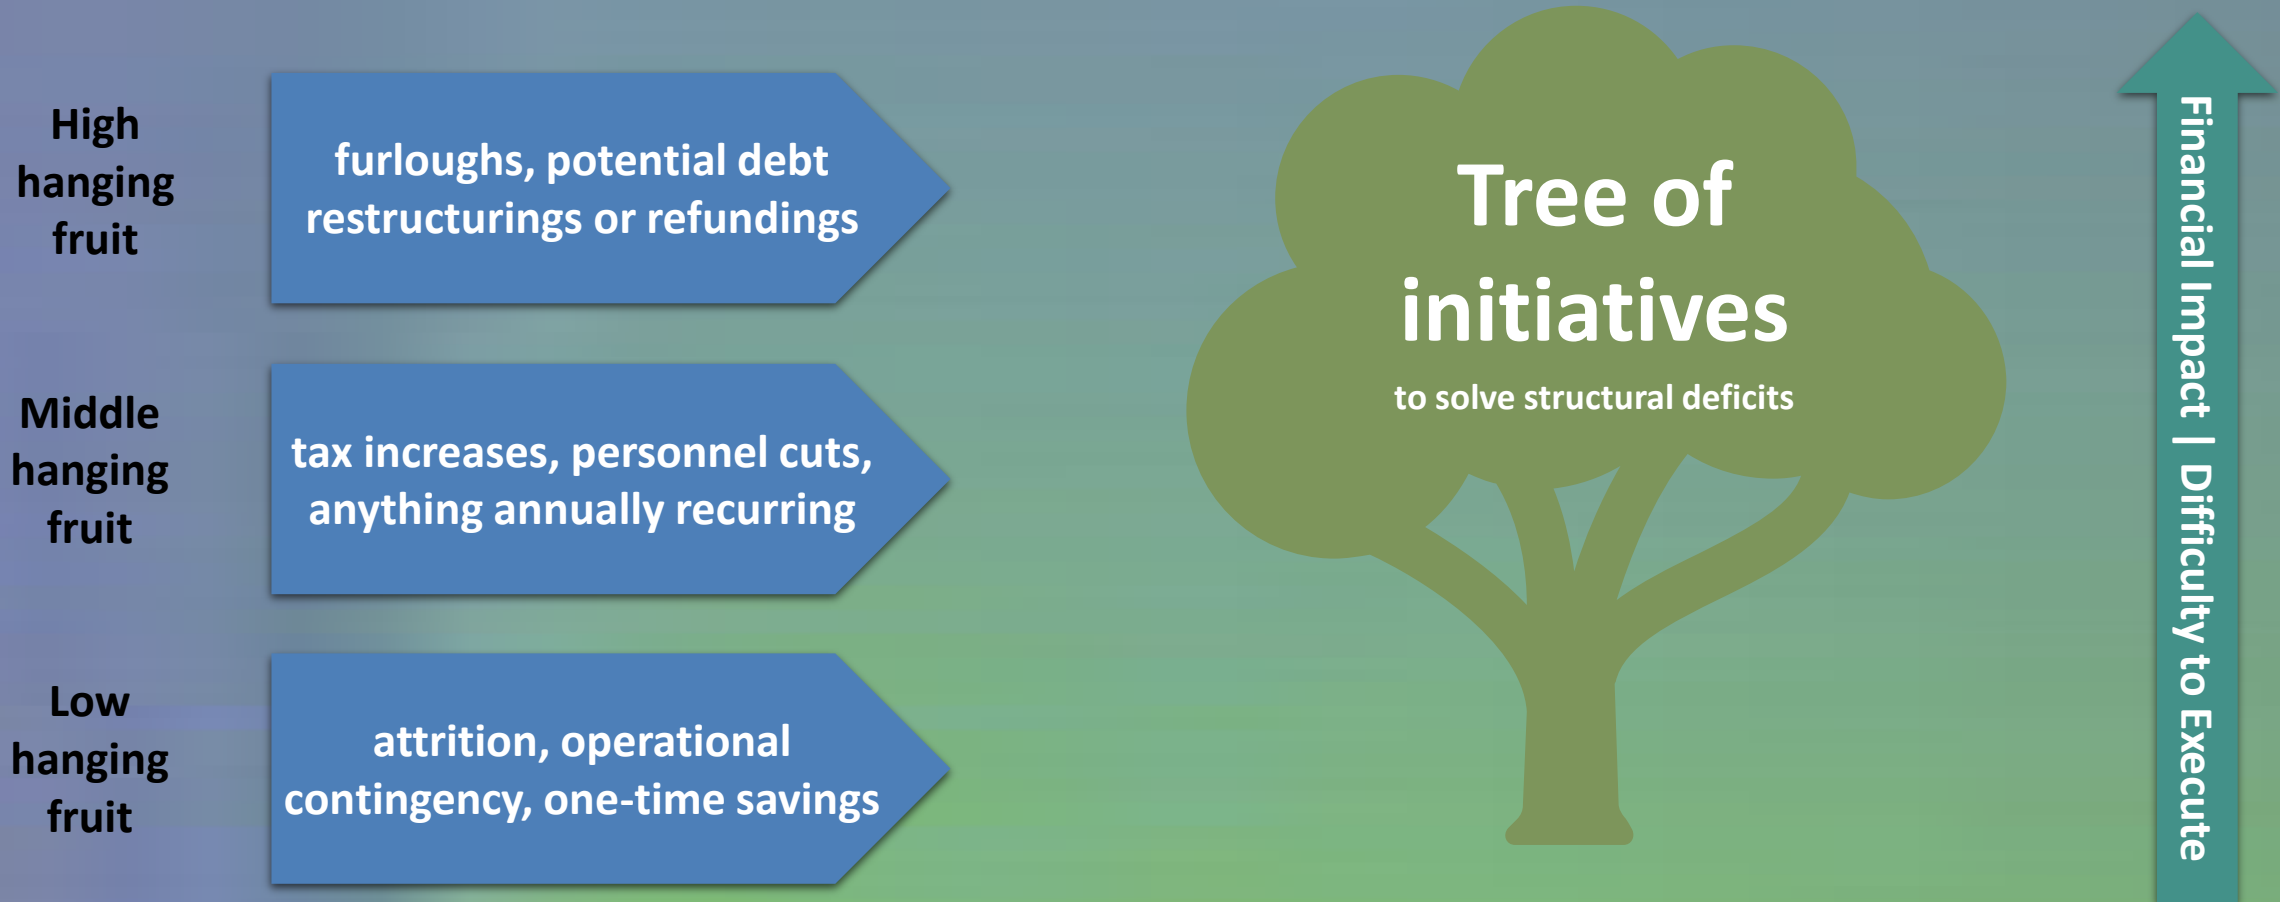 High
hanging
fruit
furloughs, potential debt
restructurings or refundings
Middle
hanging
fruit
tax increases, personnel cuts,
anything annually recurring
Low
hanging
fruit
attrition, operational
contingency, one-time savings
Tree of
initiatives
to solve structural deficits
Financial Impact | Difficulty to Execute